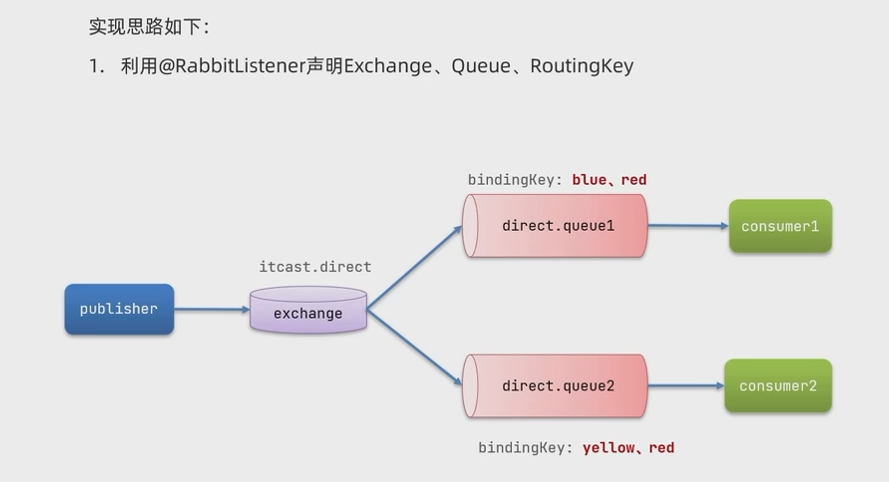 实现思路如下：
1. 利用@RabbitListener声明Exchange、Queue、RoutingKey
bindingKey: blue、red
direct.queue1
consumer1
itcast.direct
publisher
exchange
direct.queue2
consumer2
bindingKey: yellow、red